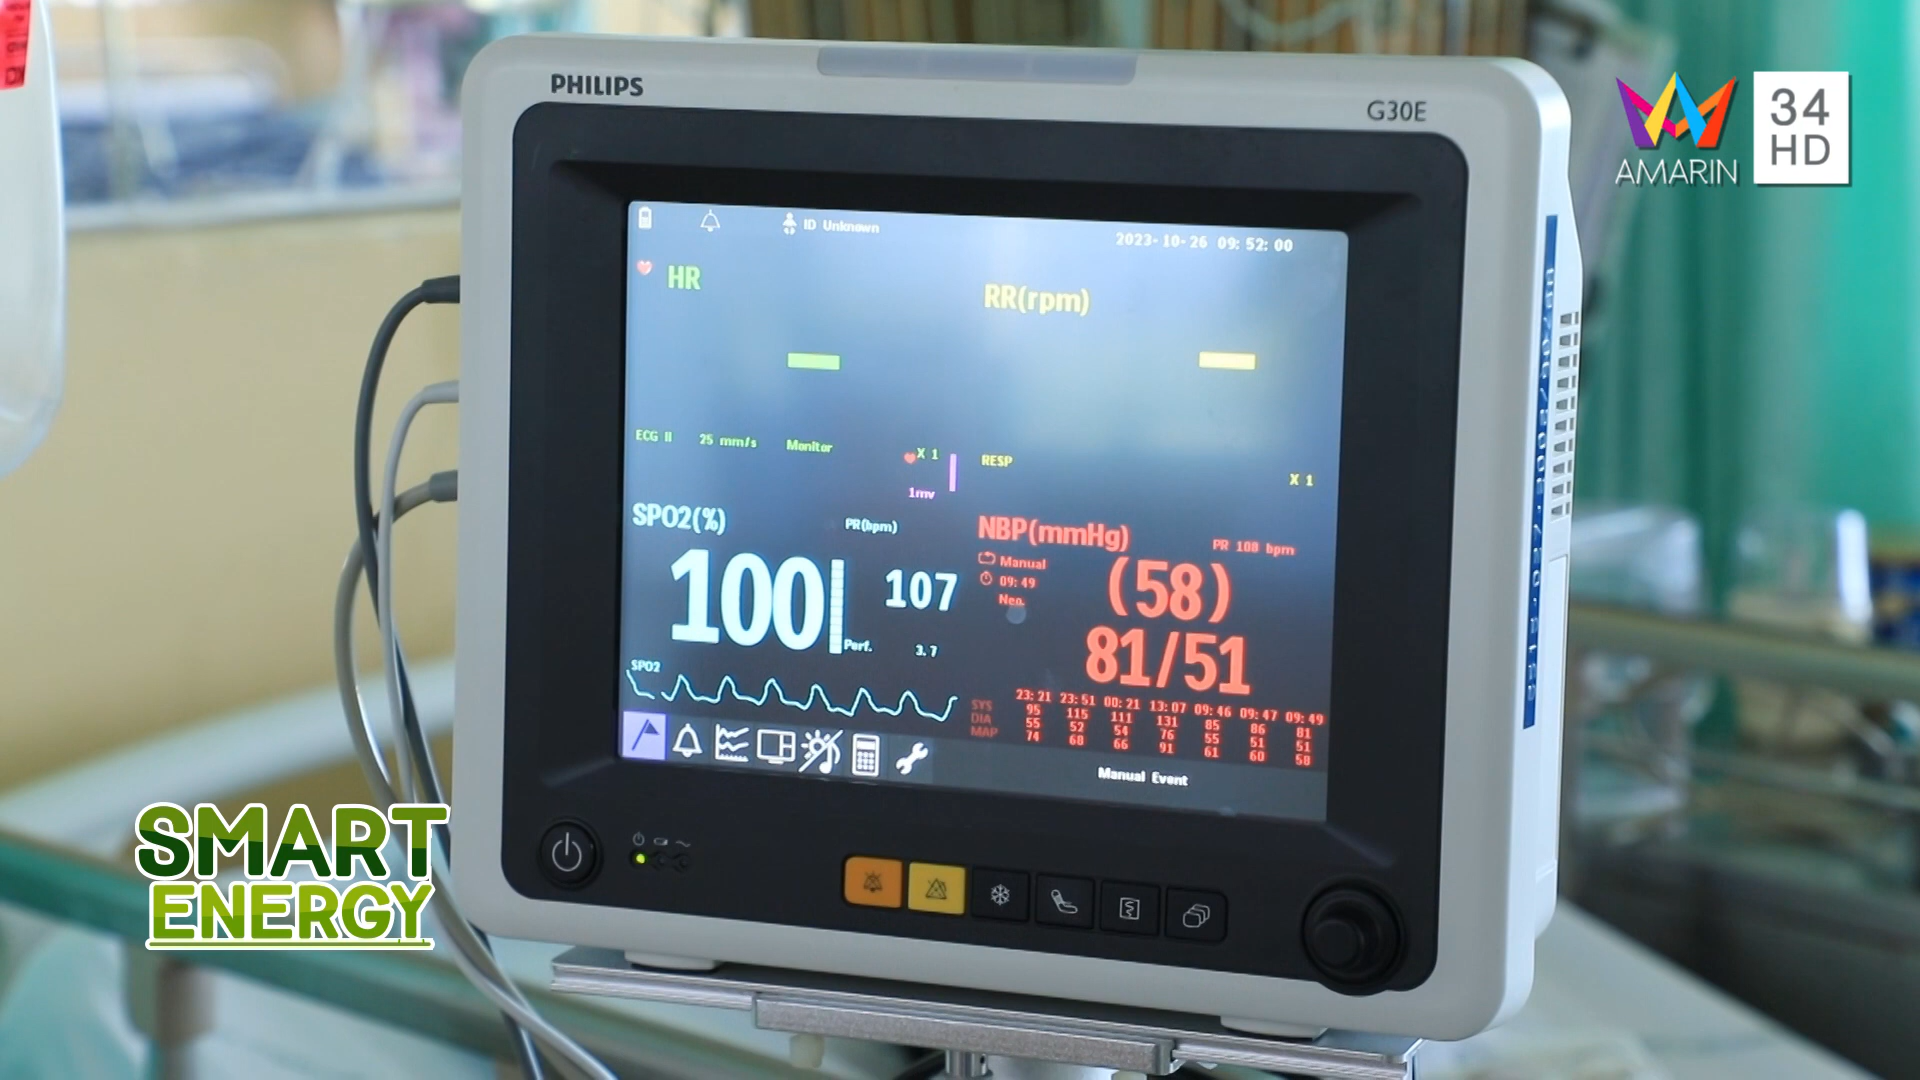 PHILIPS
G30E
AMARIN
34
HD
ID Unknown
2023-10-26 09:52:00
HR
RR(rpm)
ECG II 25 mm/s Monitor
X 1
1mv
RESP
X 1
SPO2(%)
PR(bpm)
100
107
Perf. 3.7
SPO2
NBP(mmHg)
PR 108 bpm
Manual
09:49
Neo.
(58)
81/51
23:21 23:51 00:21 13:07 09:46 09:47 09:49
SYS 95 115 111 131 85 86 81
DIA 55 52 54 76 55 51 51
MAP 74 68 66 91 61 60 58
Manual Event
SMART
ENERGY